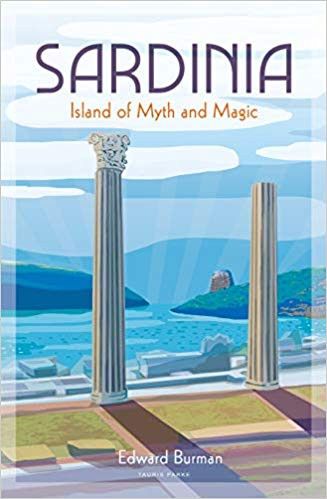 SARDINIA
Island of Myth and Magic
Edward Burman
TAURIS PARKE